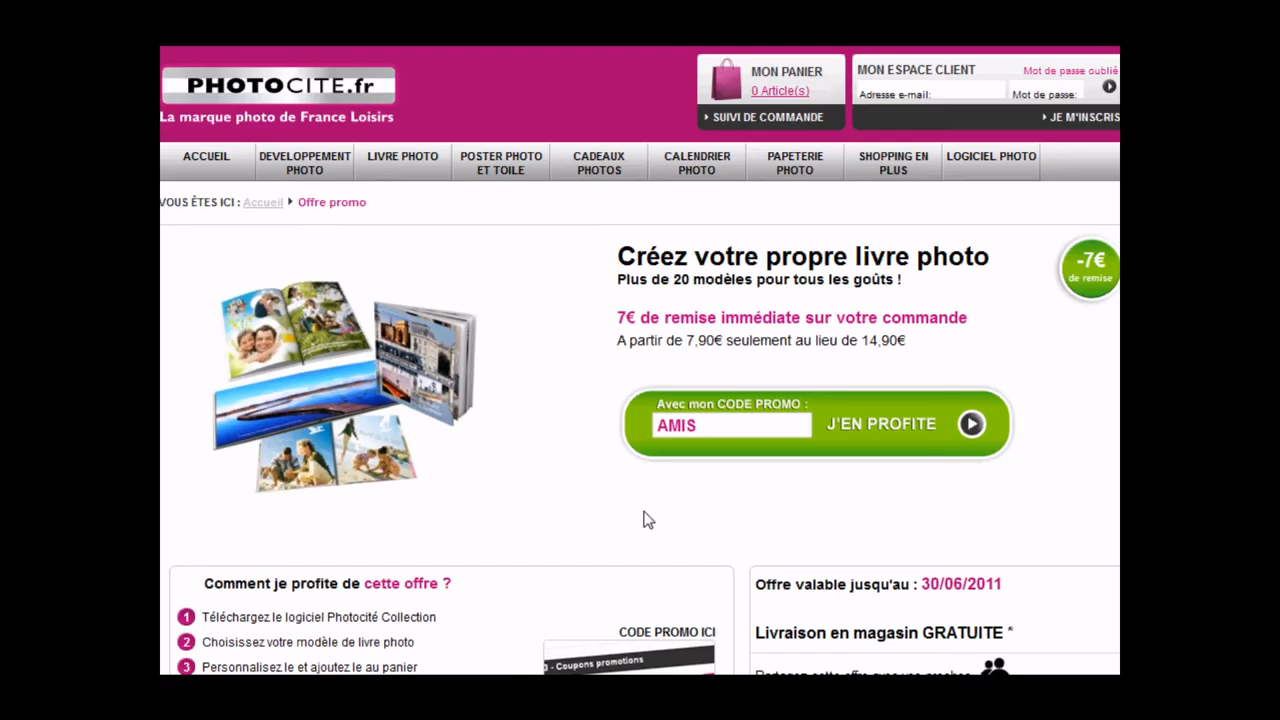 PHOTOCITE.fr
La marque photo de France Loisirs
MON PANIER
0 Article(s)
SUIVI DE COMMANDE
MON ESPACE CLIENT
Mot de passe oublié
Adresse e-mail:
Mot de passe:
JE M'INSCRIS
ACCUEIL
DEVELOPPEMENT PHOTO
LIVRE PHOTO
POSTER PHOTO ET TOILE
CADEAUX PHOTOS
CALENDRIER PHOTO
PAPETERIE PHOTO
SHOPPING EN PLUS
LOGICIEL PHOTO
VOUS ÊTES ICI : Accueil Offre promo
Créez votre propre livre photo
Plus de 20 modèles pour tous les goûts !
-7€
de remise
7€ de remise immédiate sur votre commande
A partir de 7,90€ seulement au lieu de 14,90€
Avec mon CODE PROMO :
AMIS
J'EN PROFITE
Comment je profite de cette offre ?
1 Téléchargez le logiciel Photocité Collection
2 Choisissez votre modèle de livre photo
3 Personnalisez le et ajoutez le au panier
CODE PROMO ICI
3 - Coupons promotions
Offre valable jusqu'au : 30/06/2011
Livraison en magasin GRATUITE *
Partagez cette offre avec vos proches